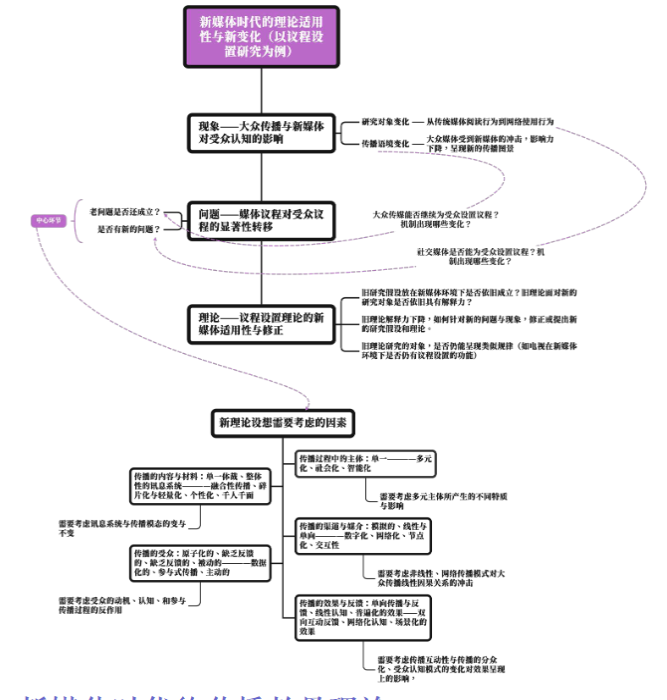 新媒体时代的理论适用
性与新变化（以议程设
置研究为例）
现象——大众传播与新媒体
对受众认知的影响
研究对象变化 —— 从传统媒体阅读行为到网络使用行为
传播语境变化 —— 大众媒体受到新媒体的冲击，影响力
下降，呈现新的传播图景
中心环节
老问题是否还成立？
是否有新的问题？
问题——媒体议程对受众议
程的显著性转移
大众传媒能否继续为受众设置议程？
机制出现哪些变化？
社交媒体是否能为受众设置议程？机
制出现哪些变化？
理论——议程设置理论的新
媒体适用性与修正
旧研究假设放在新媒体环境下是否依旧成立？旧理论面对新的
研究对象是否依旧具有解释力？
旧理论解释力下降，如何针对新的问题与现象，修正或提出新
的研究假设和理论。
旧理论研究的对象，是否仍能呈现类似规律（如电视在新媒体
环境下是否仍有议程设置的功能）
新理论设想需要考虑的因素
传播过程中的主体：单一————多元
化、社会化、智能化
需要考虑多元主体所产生的不同特质
与影响
传播的内容与材料：单一体裁、整体
性的讯息系统————融合性传播、碎
片化与轻量化、个性化、千人千面
需要考虑讯息系统与传播模态的变与
不变
传播的渠道与媒介：模拟的、线性与
单向————数字化、网络化、节点
化、交互性
需要考虑非线性、网络传播模式对大
众传播线性因果关系的冲击
传播的受众：原子化的、缺乏反馈
的、缺乏反馈的、被动的————数据
化的、参与式传播、主动的
需要考虑受众的动机、认知、和参与
传播过程的反作用
传播的效果与反馈：单向传播与反
馈、线性认知、普遍化的效果——双
向互动反馈、网络化认知、场景化的
效果
需要考虑传播互动性与传播的分众
化、受众认知模式的变化对效果呈现
上的影响，